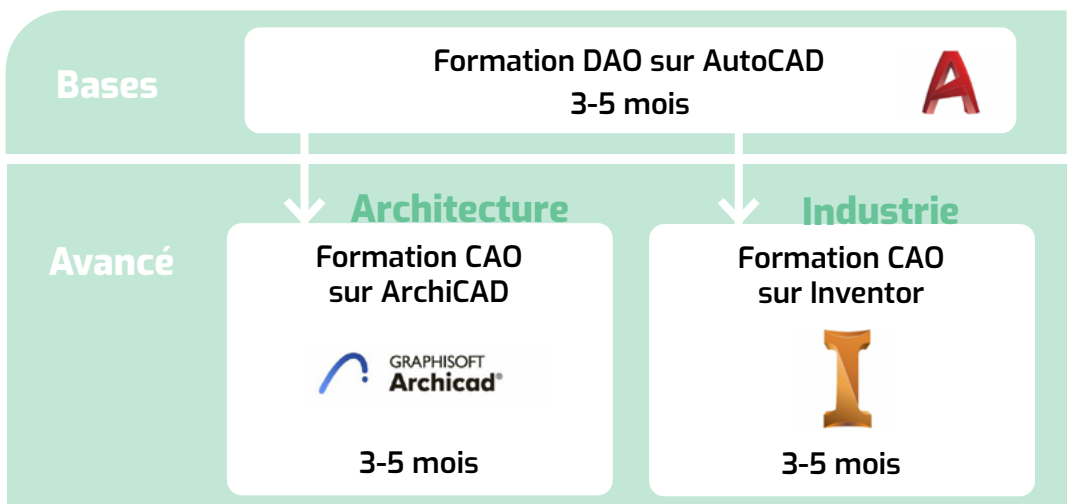 Bases
Formation DAO sur AutoCAD
3-5 mois
Avancé
Architecture
Formation CAO
sur ArchiCAD
GRAPHISOFT
Archicad®
3-5 mois
Industrie
Formation CAO
sur Inventor
3-5 mois